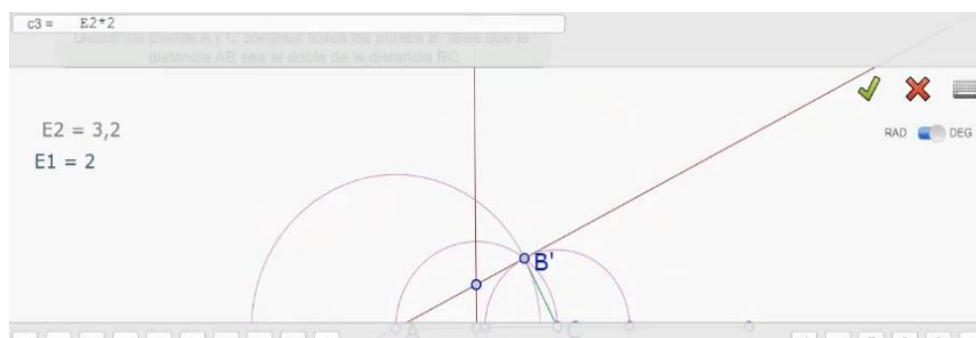 c3 = E2*2
Dados los puntos A y C construir todos los puntos B, tales que la
distancia AB sea el doble de la distancia BC
E2 = 3,2
RAD DEG
E1 = 2
B'
A C